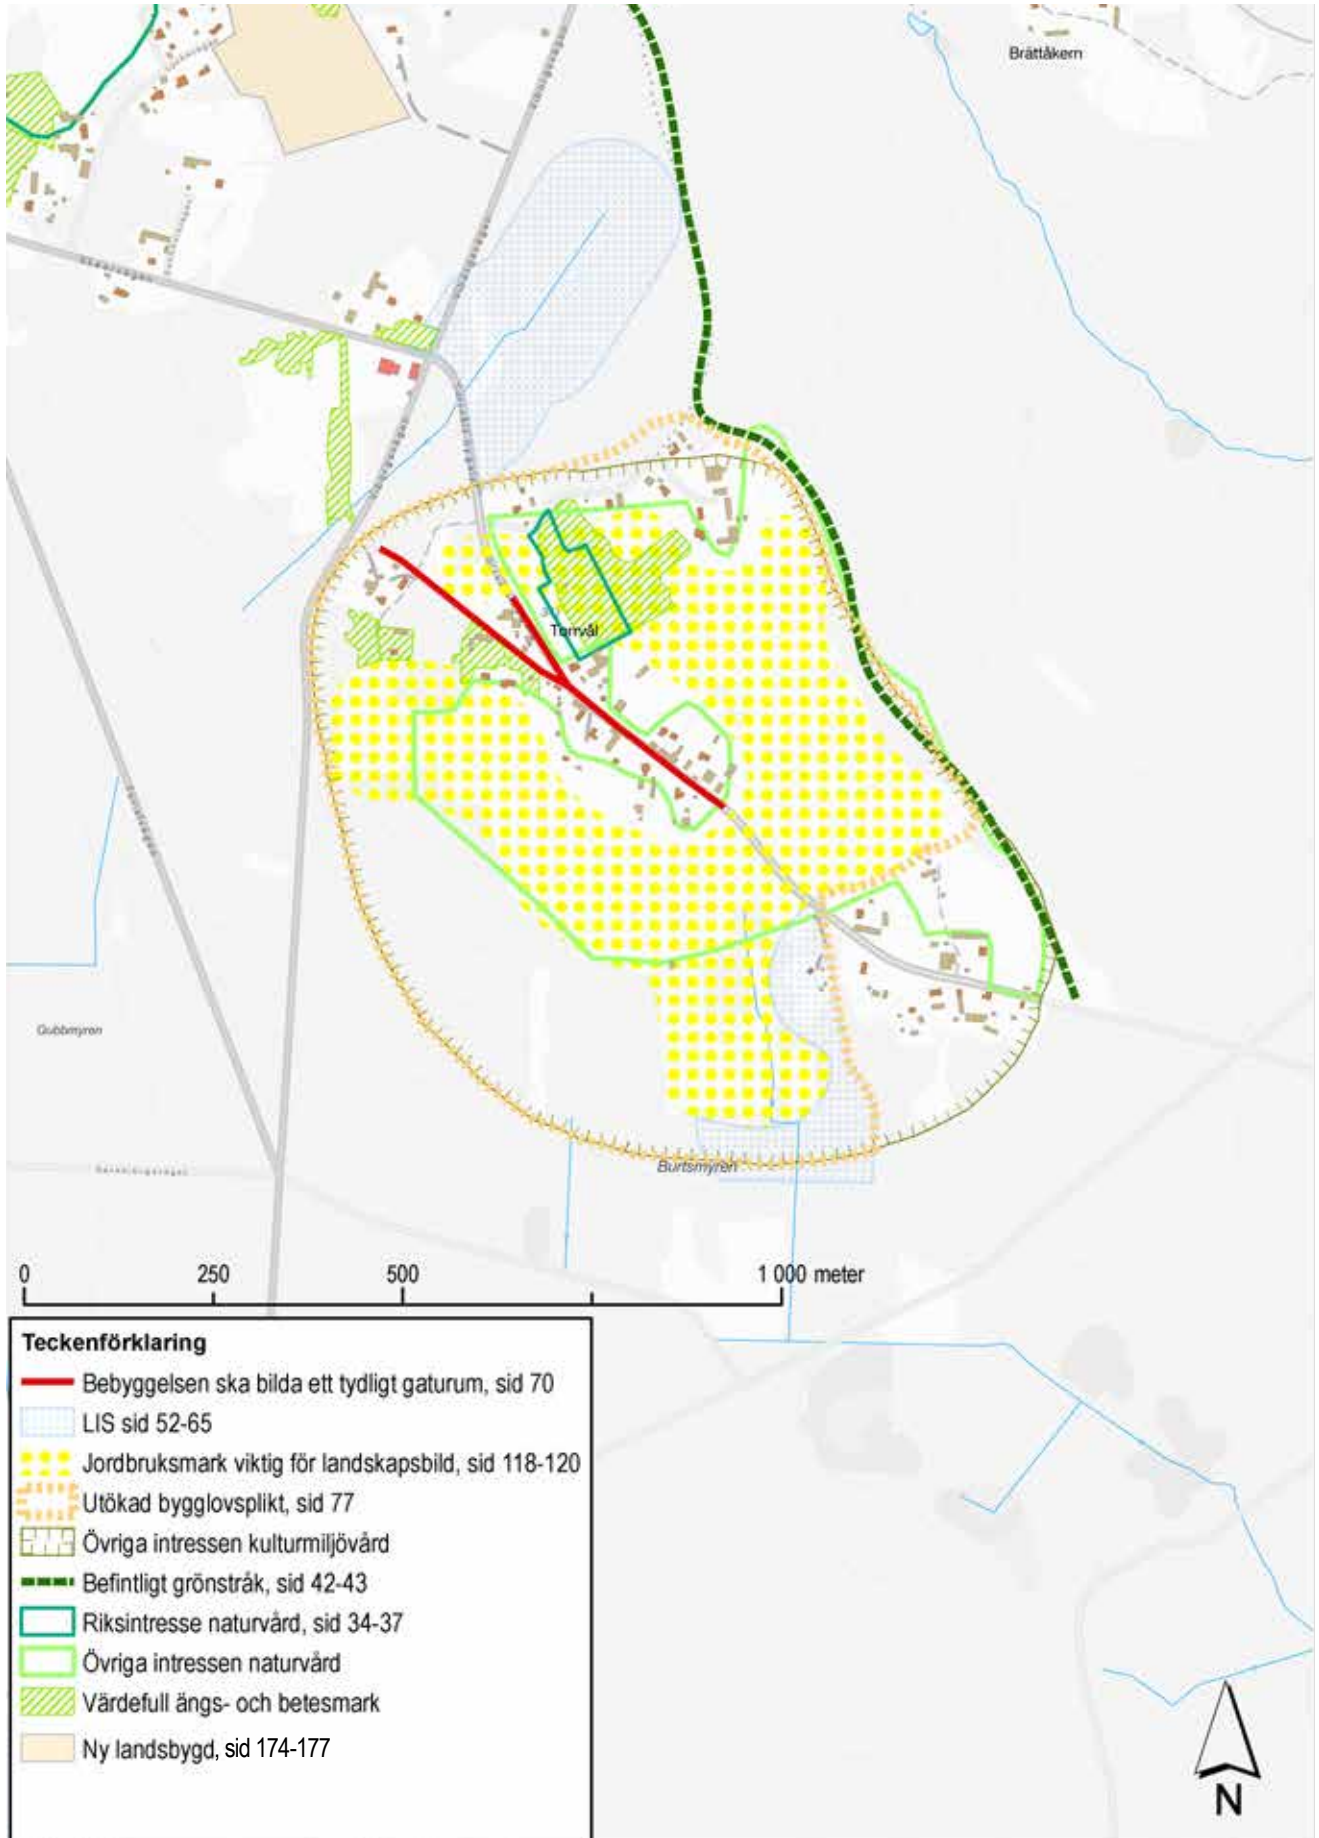 Brättåkern
Torrvål
Gubbmyren
Burtsmyren
0 250 500 1 000 meter
Teckenförklaring
Bebyggelsen ska bilda ett tydligt gaturum, sid 70
LIS sid 52-65
Jordbruksmark viktig för landskapsbild, sid 118-120
Utökad bygglovsplikt, sid 77
Övriga intressen kulturmiljövård
Befintligt grönstråk, sid 42-43
Riksintresse naturvård, sid 34-37
Övriga intressen naturvård
Värdefull ängs- och betesmark
Ny landsbygd, sid 174-177
N